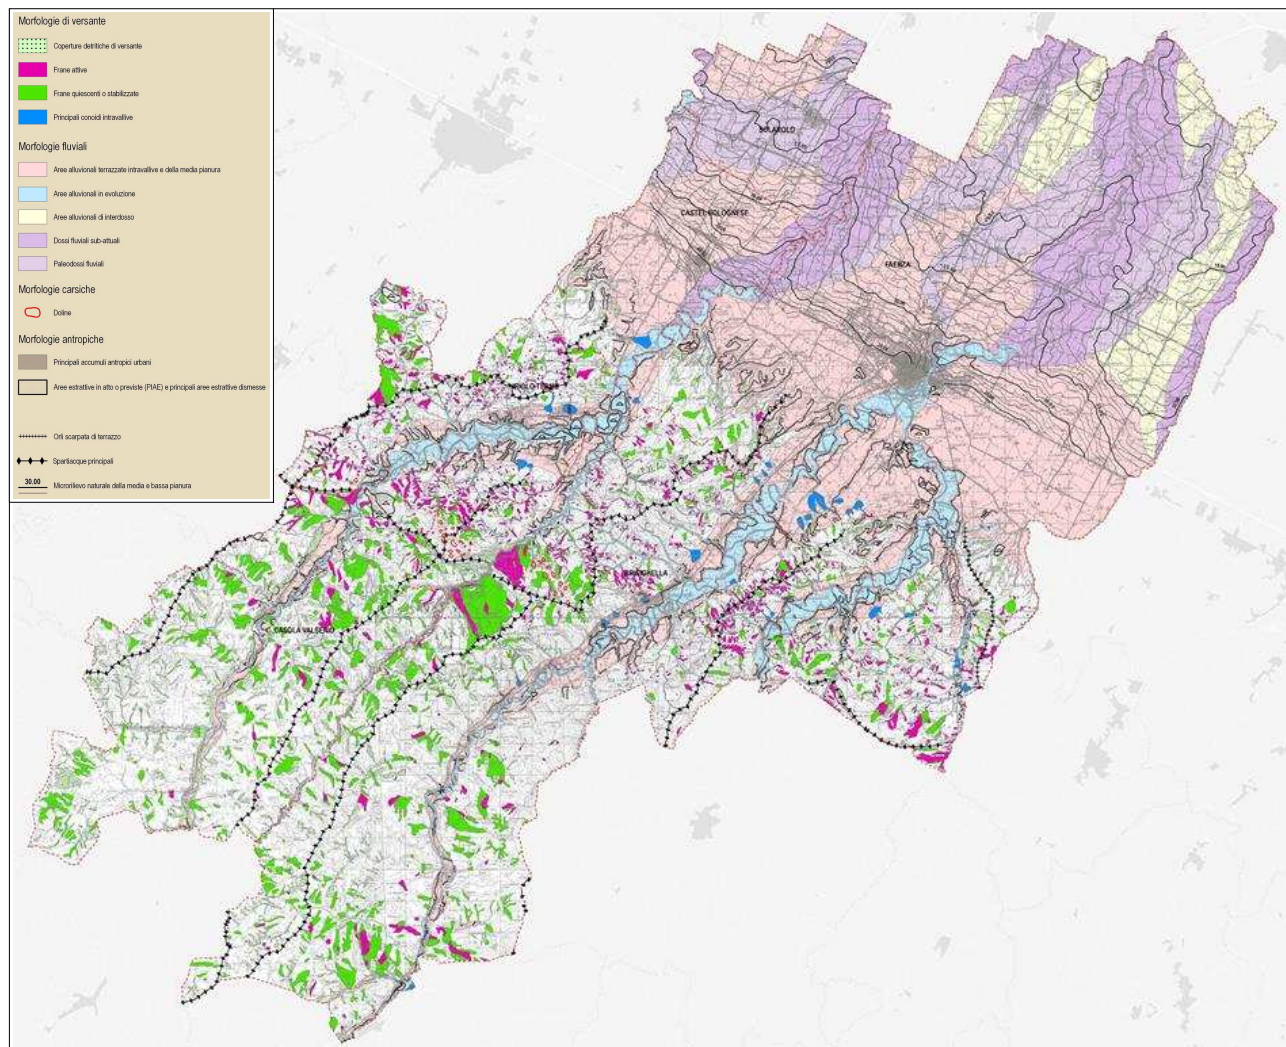 Morfologie di versante
Coperture detritiche di versante
Frane attive
Frane quiescenti o stabilizzate
Principali conoidi intravallive
Morfologie fluviali
Aree alluvionali terrazzate intravallive e della media pianura
Aree alluvionali in evoluzione
Aree alluvionali di interdosso
Dossi fluviali sub-attuali
Paleodossi fluviali
Morfologie carsiche
Doline
Morfologie antropiche
Principali accumuli antropici urbani
Aree estrattive in atto o previste (PIAE) e principali aree estrattive dismesse
Orli scarpata di terrazzo
Spartiacque principali
30.00
Microrilievo naturale della media e bassa pianura
SOLAROLO
CASTEL BOLOGNESE
FAENZA
RIOLO TERME
BRISIGHELLA
CASOLA VALSENIO